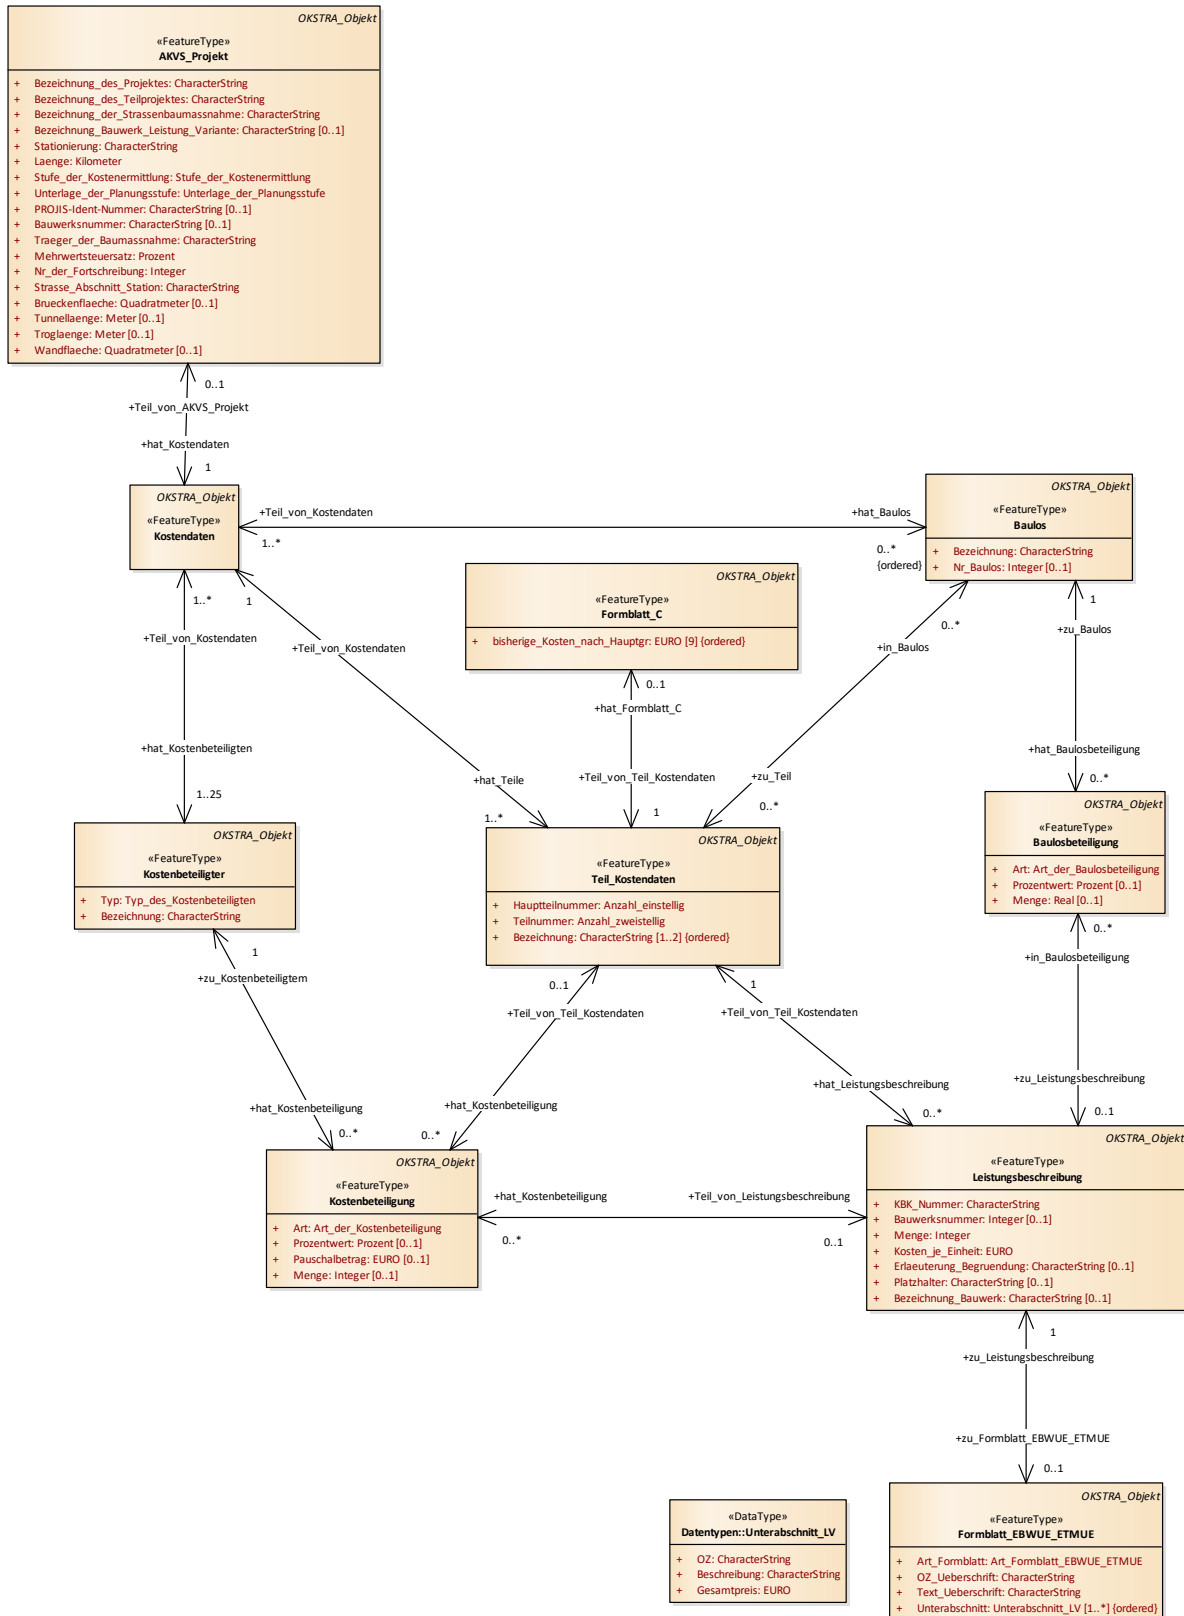 OKSTRA_Objekt
«FeatureType»
AKVS_Projekt
+ Bezeichnung_des_Projektes: CharacterString
+ Bezeichnung_des_Teilprojektes: CharacterString
+ Bezeichnung_der_Strassenbaumassnahme: CharacterString
+ Bezeichnung_Bauwerk_Leistung_Variante: CharacterString [0..1]
+ Stationierung: CharacterString
+ Laenge: Kilometer
+ Stufe_der_Kostenermittlung: Stufe_der_Kostenermittlung
+ Unterlage_der_Planungsstufe: Unterlage_der_Planungsstufe
+ PROJIS-Ident-Nummer: CharacterString [0..1]
+ Bauwerksnummer: CharacterString [0..1]
+ Traeger_der_Baumassnahme: CharacterString
+ Mehrwertsteuersatz: Prozent
+ Nr_der_Fortschreibung: Integer
+ Strasse_Abschnitt_Station: CharacterString
+ Brueckenflaeche: Quadratmeter [0..1]
+ Tunnellaenge: Meter [0..1]
+ Troglaenge: Meter [0..1]
+ Wandflaeche: Quadratmeter [0..1]
0..1
+Teil_von_AKVS_Projekt
+hat_Kostendaten
1
OKSTRA_Objekt
«FeatureType»
Kostendaten
+Teil_von_Kostendaten
1..*
+hat_Baulos
0..*
{ordered}
OKSTRA_Objekt
«FeatureType»
Baulos
+ Bezeichnung: CharacterString
+ Nr_Baulos: Integer [0..1]
1..*
+Teil_von_Kostendaten
+hat_Kostenbeteiligten
1..25
1
+Teil_von_Kostendaten
+hat_Teile
1..*
OKSTRA_Objekt
«FeatureType»
Formblatt_C
+ bisherige_Kosten_nach_Hauptgr: EURO [9] {ordered}
0..1
+hat_Formblatt_C
+Teil_von_Teil_Kostendaten
1
0..*
+in_Baulos
+zu_Teil
0..*
1
+zu_Baulos
+hat_Baulosbeteiligung
0..*
OKSTRA_Objekt
«FeatureType»
Kostenbeteiligter
+ Typ: Typ_des_Kostenbeteiligten
+ Bezeichnung: CharacterString
OKSTRA_Objekt
«FeatureType»
Teil_Kostendaten
+ Hauptteilnummer: Anzahl_einstellig
+ Teilnummer: Anzahl_zweistellig
+ Bezeichnung: CharacterString [1..2] {ordered}
OKSTRA_Objekt
«FeatureType»
Baulosbeteiligung
+ Art: Art_der_Baulosbeteiligung
+ Prozentwert: Prozent [0..1]
+ Menge: Real [0..1]
1
+zu_Kostenbeteiligtem
+hat_Kostenbeteiligung
0..*
0..1
+Teil_von_Teil_Kostendaten
+hat_Kostenbeteiligung
0..*
1
+Teil_von_Teil_Kostendaten
+hat_Leistungsbeschreibung
0..*
0..*
+in_Baulosbeteiligung
+zu_Leistungsbeschreibung
0..1
OKSTRA_Objekt
«FeatureType»
Kostenbeteiligung
+ Art: Art_der_Kostenbeteiligung
+ Prozentwert: Prozent [0..1]
+ Pauschalbetrag: EURO [0..1]
+ Menge: Integer [0..1]
+hat_Kostenbeteiligung
0..*
+Teil_von_Leistungsbeschreibung
0..1
OKSTRA_Objekt
«FeatureType»
Leistungsbeschreibung
+ KBK_Nummer: CharacterString
+ Bauwerksnummer: Integer [0..1]
+ Menge: Integer
+ Kosten_je_Einheit: EURO
+ Erlaeuterung_Begruendung: CharacterString [0..1]
+ Platzhalter: CharacterString [0..1]
+ Bezeichnung_Bauwerk: CharacterString [0..1]
1
+zu_Leistungsbeschreibung
+zu_Formblatt_EBWUE_ETMUE
0..1
«DataType»
Datentypen::Unterabschnitt_LV
+ OZ: CharacterString
+ Beschreibung: CharacterString
+ Gesamtpreis: EURO
OKSTRA_Objekt
«FeatureType»
Formblatt_EBWUE_ETMUE
+ Art_Formblatt: Art_Formblatt_EBWUE_ETMUE
+ OZ_Ueberschrift: CharacterString
+ Text_Ueberschrift: CharacterString
+ Unterabschnitt: Unterabschnitt_LV [1..*] {ordered}